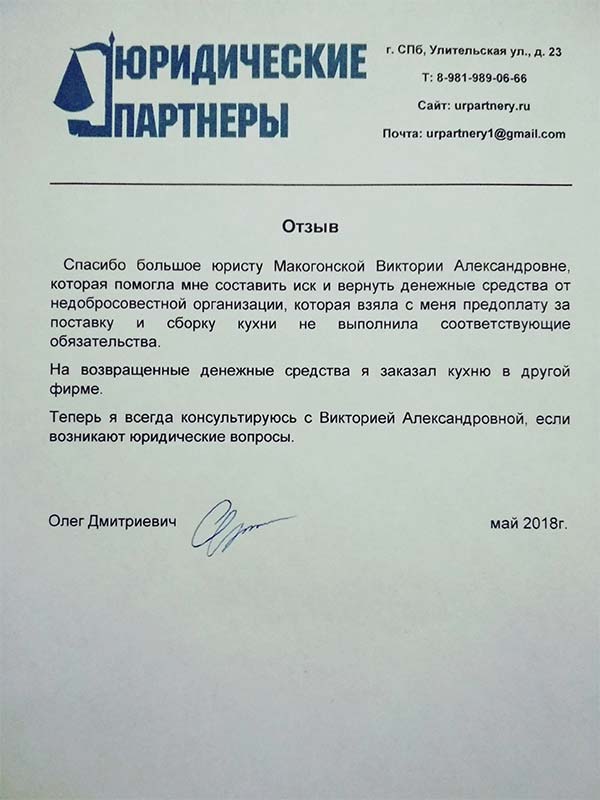 ЮРИДИЧЕСКИЕ
ПАРТНЕРЫ
г. СПб, Улительская ул., д. 23
Т: 8-981-989-06-66
Сайт: urpartnery.ru
Почта: urpartnery1@gmail.com
Отзыв
Спасибо большое юристу Макогонской Виктории Александровне,
которая помогла мне составить иск и вернуть денежные средства от
недобросовестной организации, которая взяла с меня предоплату за
поставку и сборку кухни не выполнила соответствующие
обязательства.
На возвращенные денежные средства я заказал кухню в другой
фирме.
Теперь я всегда консультируюсь с Викторией Александровной, если
возникают юридические вопросы.
Олег Дмитриевич
май 2018г.